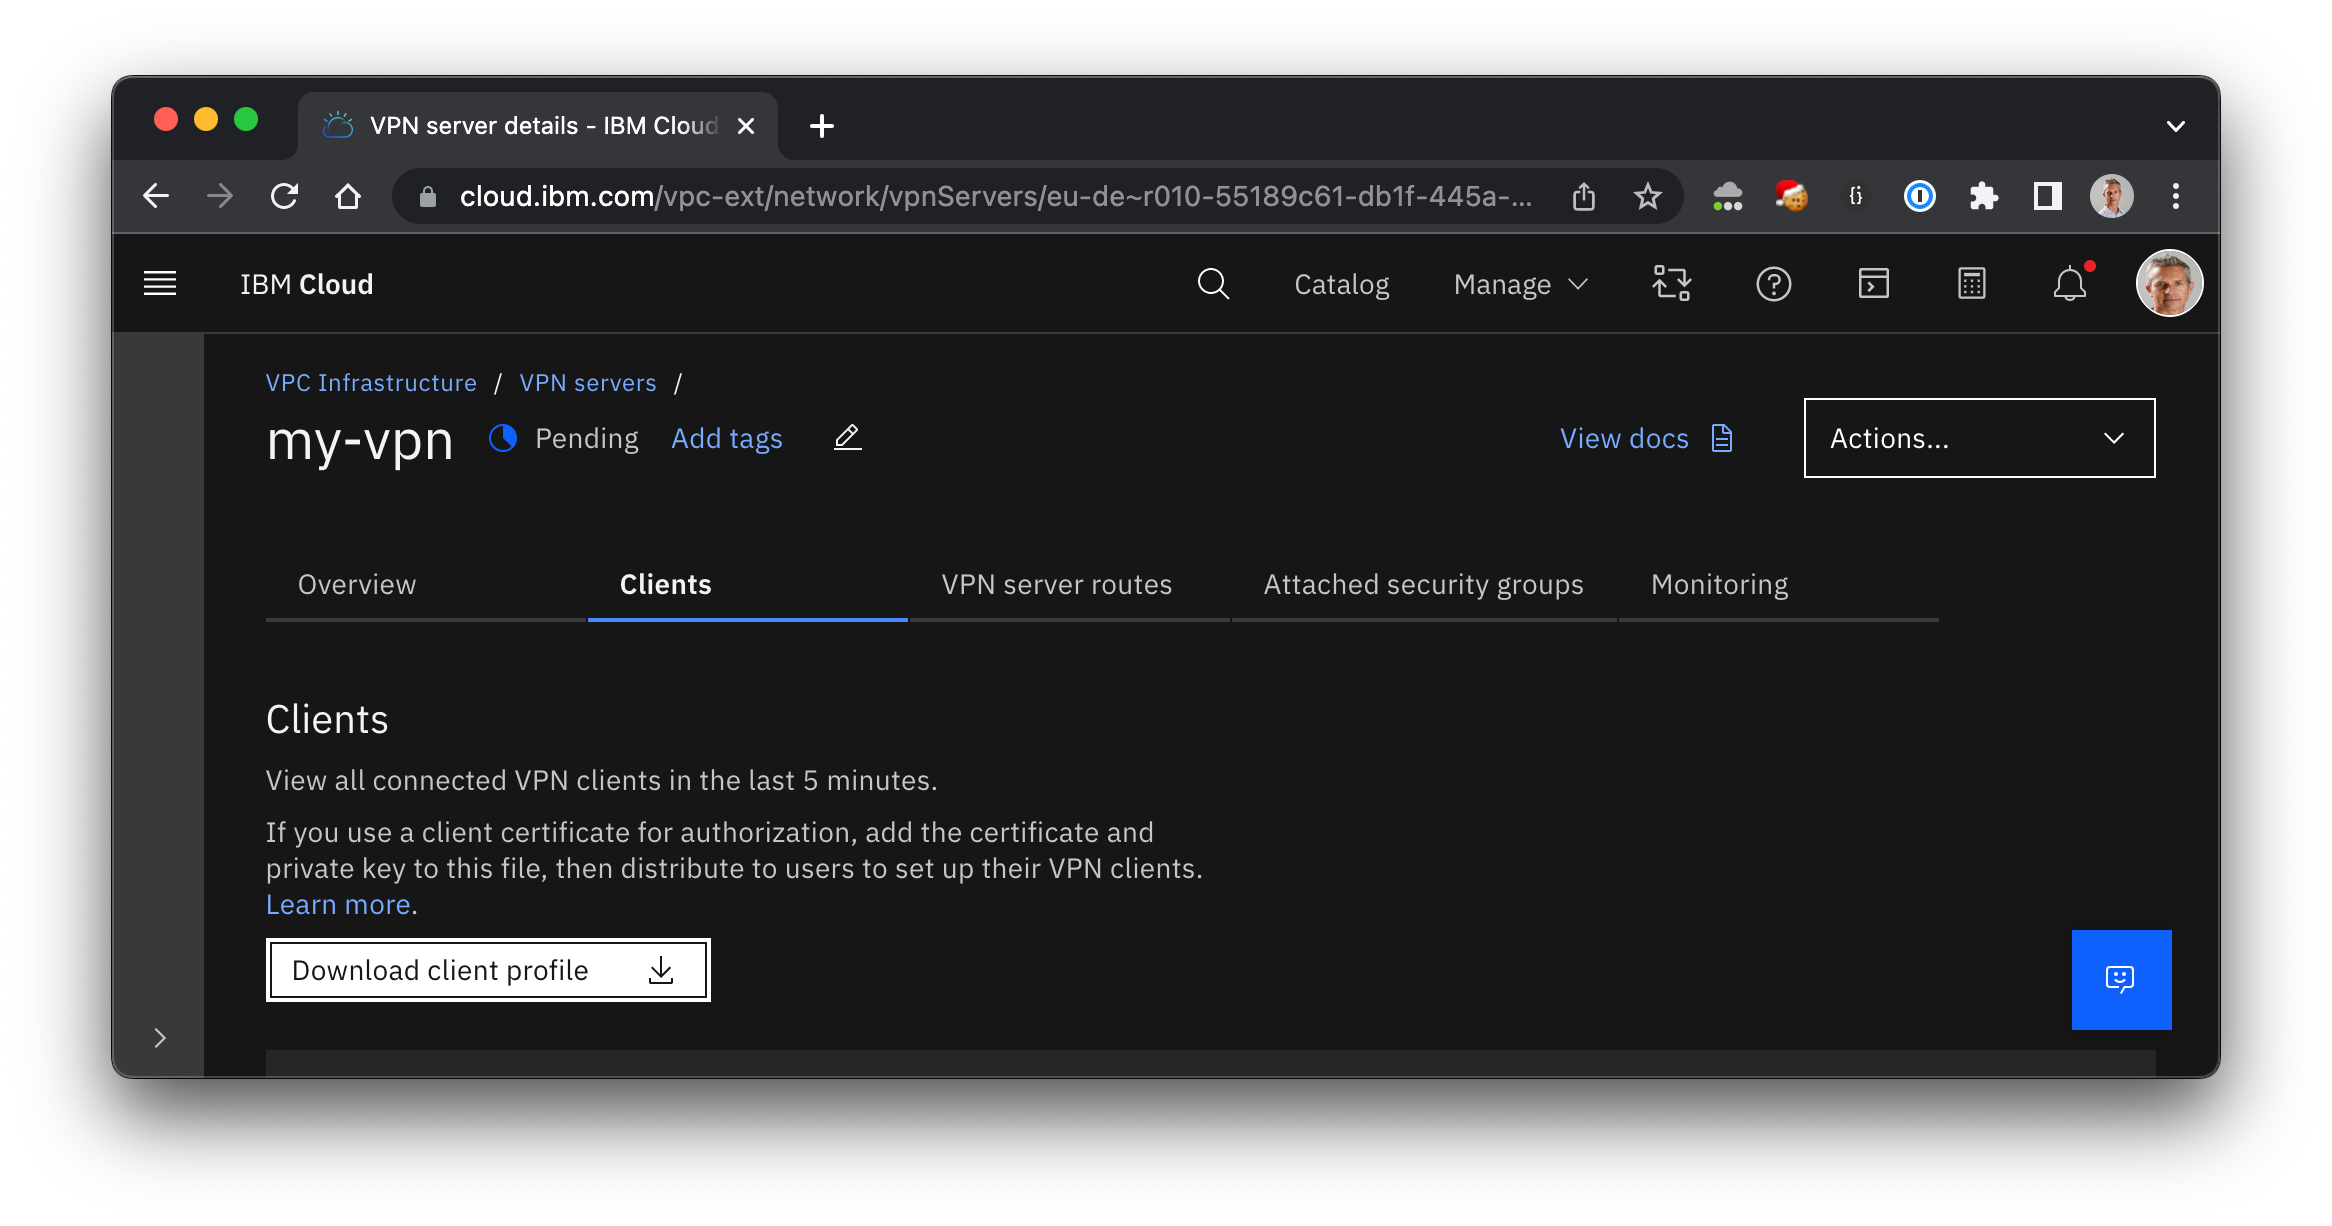 VPN server details - IBM Cloud
cloud.ibm.com/vpc-ext/network/vpnServers/eu-de~r010-55189c61-db1f-445a-...
IBM Cloud
Catalog
Manage
VPC Infrastructure / VPN servers /
my-vpn
Pending
Add tags
View docs
Actions...
Overview
Clients
VPN server routes
Attached security groups
Monitoring
Clients
View all connected VPN clients in the last 5 minutes.
If you use a client certificate for authorization, add the certificate and
private key to this file, then distribute to users to set up their VPN clients.
Learn more.
Download client profile